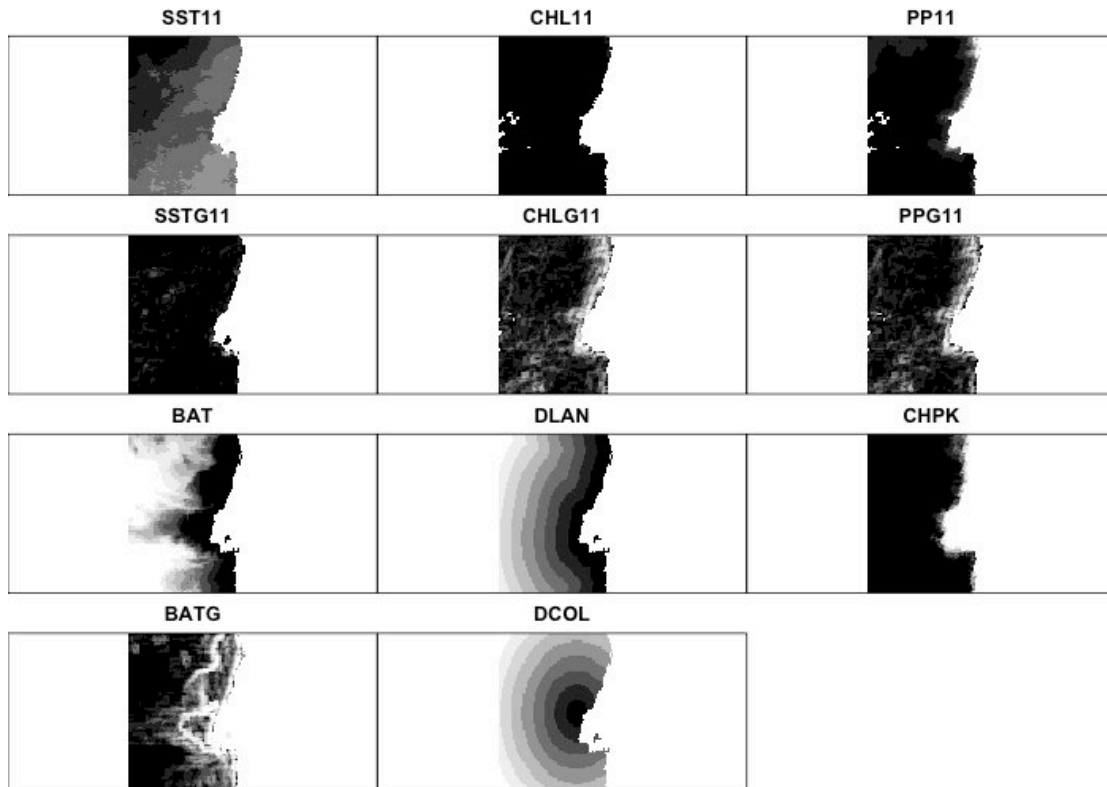 SST11 CHL11 PP11
SSTG11 CHLG11 PPG11
BAT DLAN CHPK
BATG DCOL